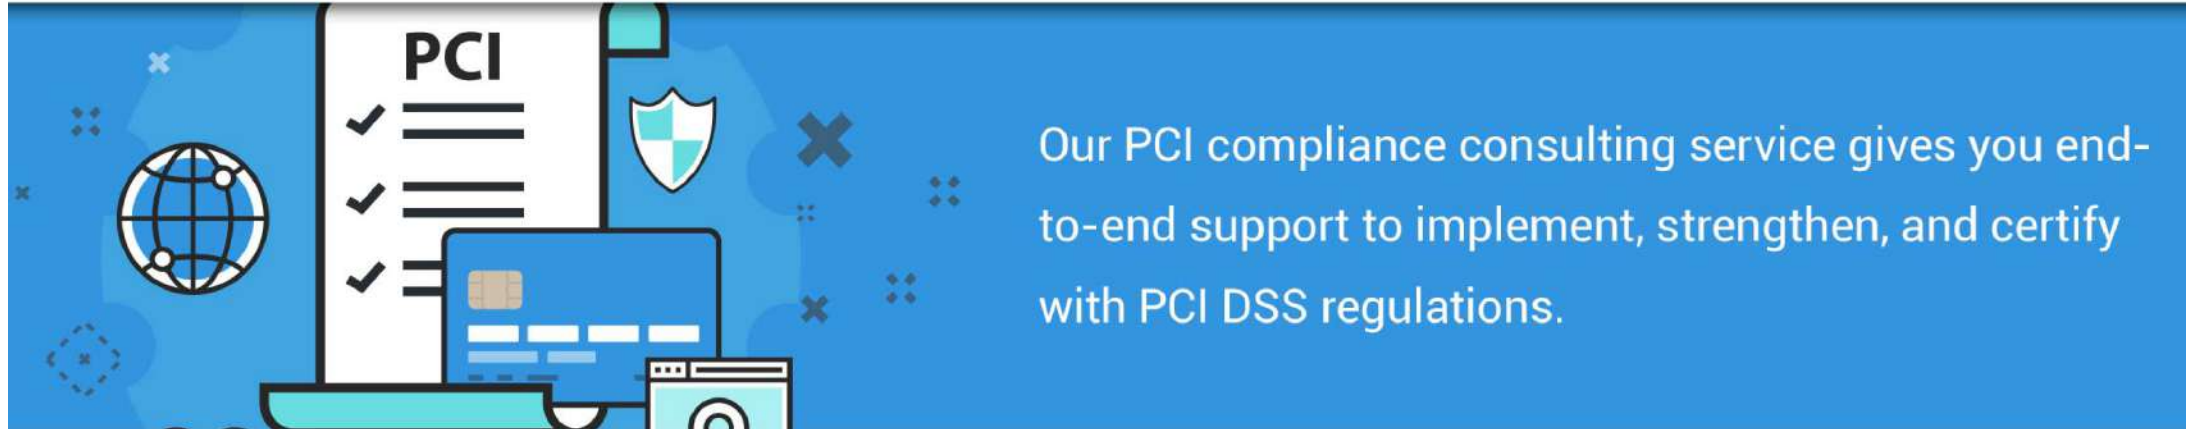 PCI
Our PCI compliance consulting service gives you end-
to-end support to implement, strengthen, and certify
with PCI DSS regulations.